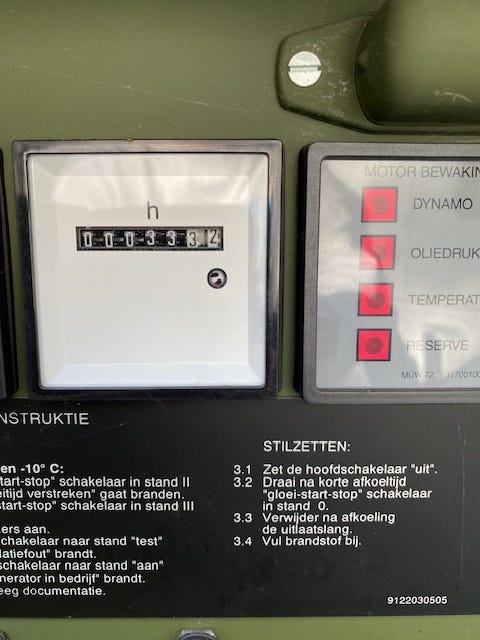 h
0 0 0 3 3 3 2
MOTOR BEWAKIN
DYNAMO
OLIEDRUK
TEMPERAT
RESERVE
MUW 72
NSTRUKTIE
en -10° C:
start-stop" schakelaar in stand II
eitijd verstreken" gaat branden.
start-stop" schakelaar in stand III
kers aan.
schakelaar naar stand "test"
latiefout" brandt.
schakelaar naar stand "aan"
nerator in bedrijf" brandt.
eeg documentatie.
STILZETTEN:
3.1 Zet de hoofdschakelaar "uit".
3.2 Draai na korte afkoeltijd
"gloei-start-stop" schakelaar
in stand 0.
3.3 Verwijder na afkoeling
de uitlaatslang.
3.4 Vul brandstof bij.
9122030505